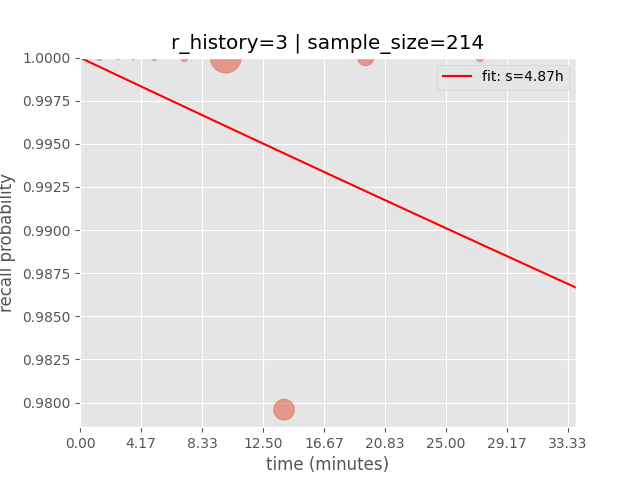 r_history=3 | sample_size=214
fit: s=4.87h
1.0000
0.9975
0.9950
0.9925
0.9900
0.9875
0.9850
0.9825
0.9800
recall probability
0.00 4.17 8.33 12.50 16.67 20.83 25.00 29.17 33.33
time (minutes)